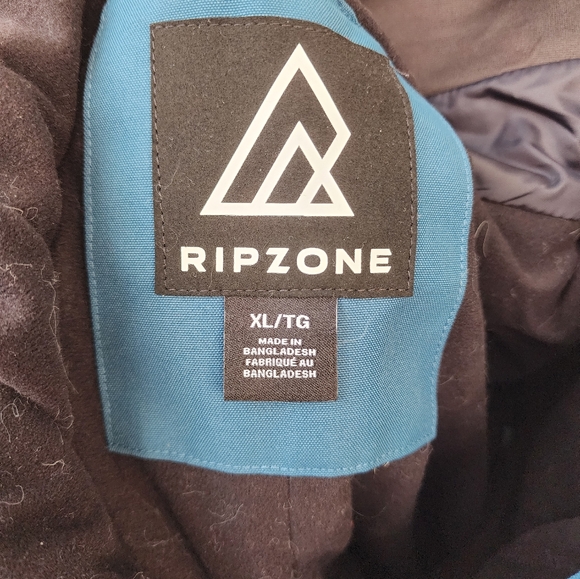 RIPZONE
XL/TG
MADE IN
BANGLADESH
FABRIQUÉ AU
BANGLADESH